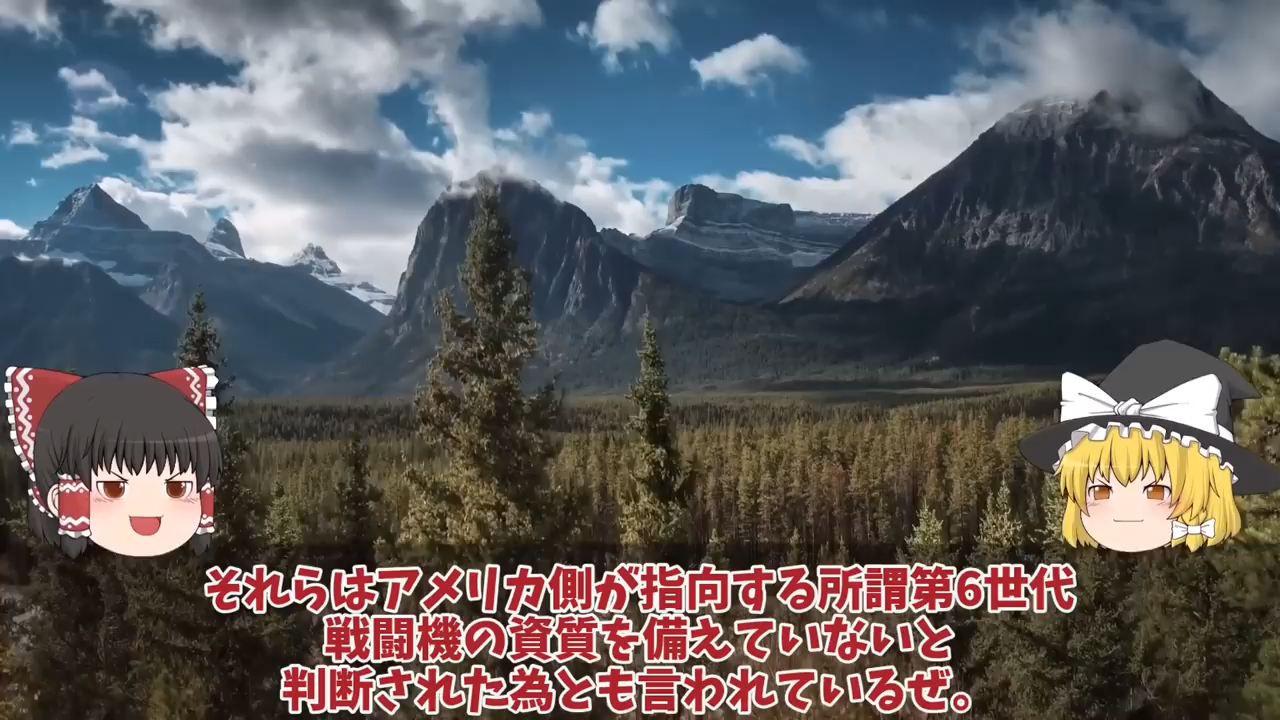 それらはアメリカ側が指向する所謂第6世代
戦闘機の資質を備えていないと
判断された為とも言われているぜ。